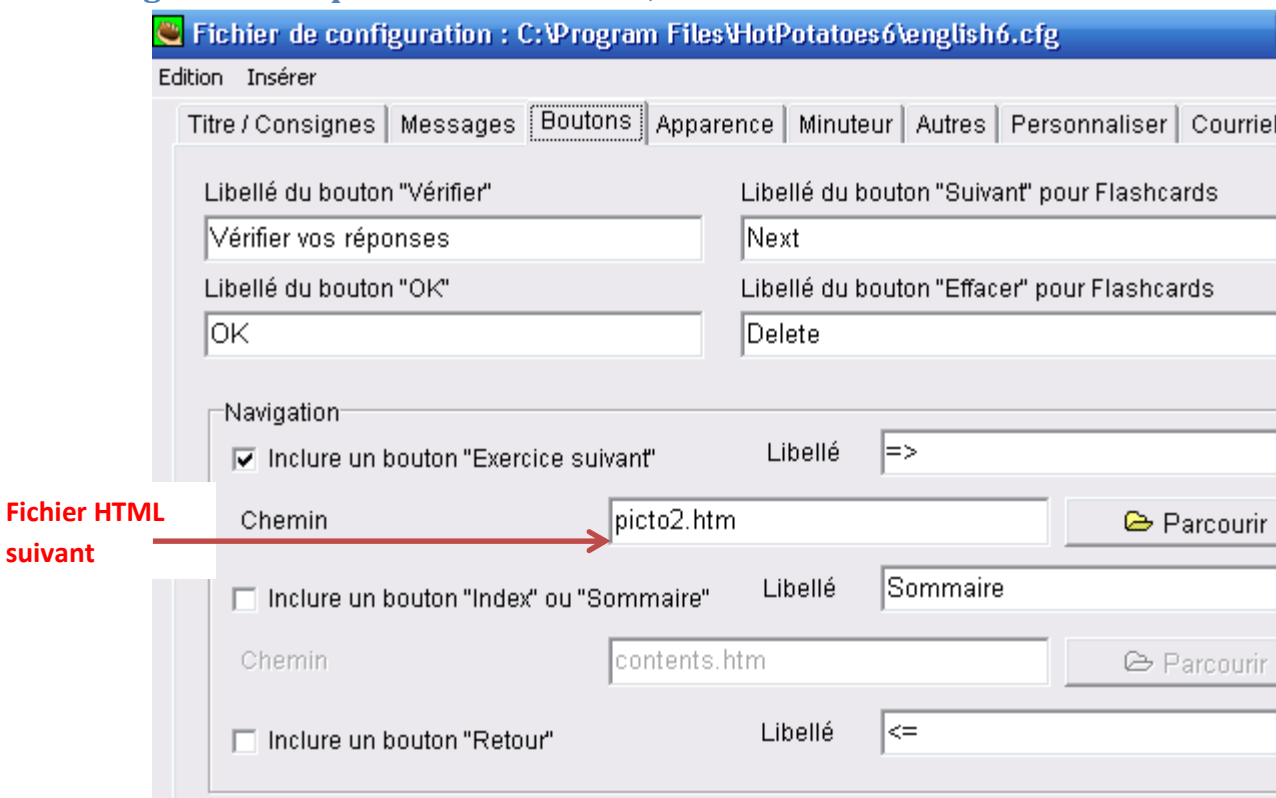 Fichier de configuration : C:\Program Files\HotPotatoes6\english6.cfg
Edition Insérer
Titre / Consignes Messages Boutons Apparence Minuteur Autres Personnaliser Courriel
Libellé du bouton "Vérifier" Libellé du bouton "Suivant" pour Flashcards
Vérifier vos réponses Next
Libellé du bouton "OK" Libellé du bouton "Effacer" pour Flashcards
OK Delete
Navigation
Inclure un bouton "Exercice suivant" Libellé =>
Fichier HTML
suivant
Chemin picto2.htm Parcourir
Inclure un bouton "Index" ou "Sommaire" Libellé Sommaire
Chemin contents.htm Parcourir
Inclure un bouton "Retour" Libellé <=